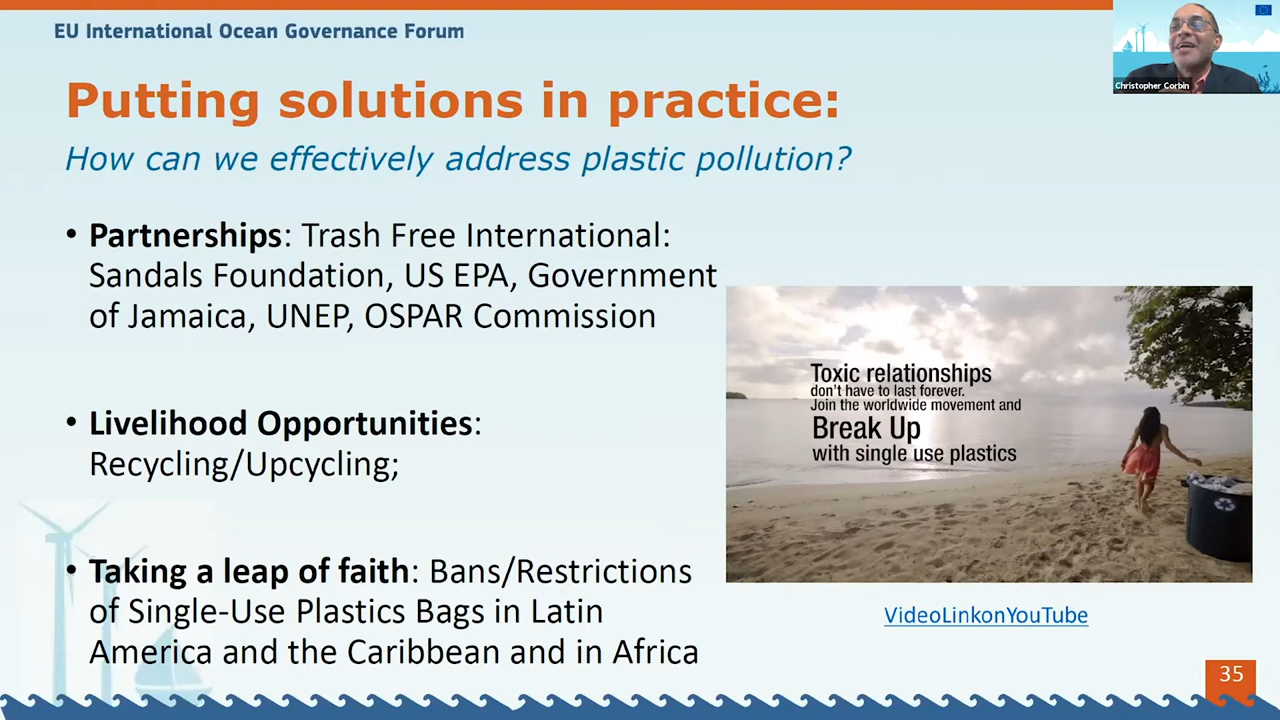 EU International Ocean Governance Forum
Christopher Corbin
Putting solutions in practice:
How can we effectively address plastic pollution?
• Partnerships: Trash Free International:
Sandals Foundation, US EPA, Government
of Jamaica, UNEP, OSPAR Commission
• Livelihood Opportunities:
Recycling/Upcycling;
• Taking a leap of faith: Bans/Restrictions
of Single-Use Plastics Bags in Latin
America and the Caribbean and in Africa
Toxic relationships
don't have to last forever.
Join the worldwide movement and
Break Up
with single use plastics
VideoLinkonYouTube
35